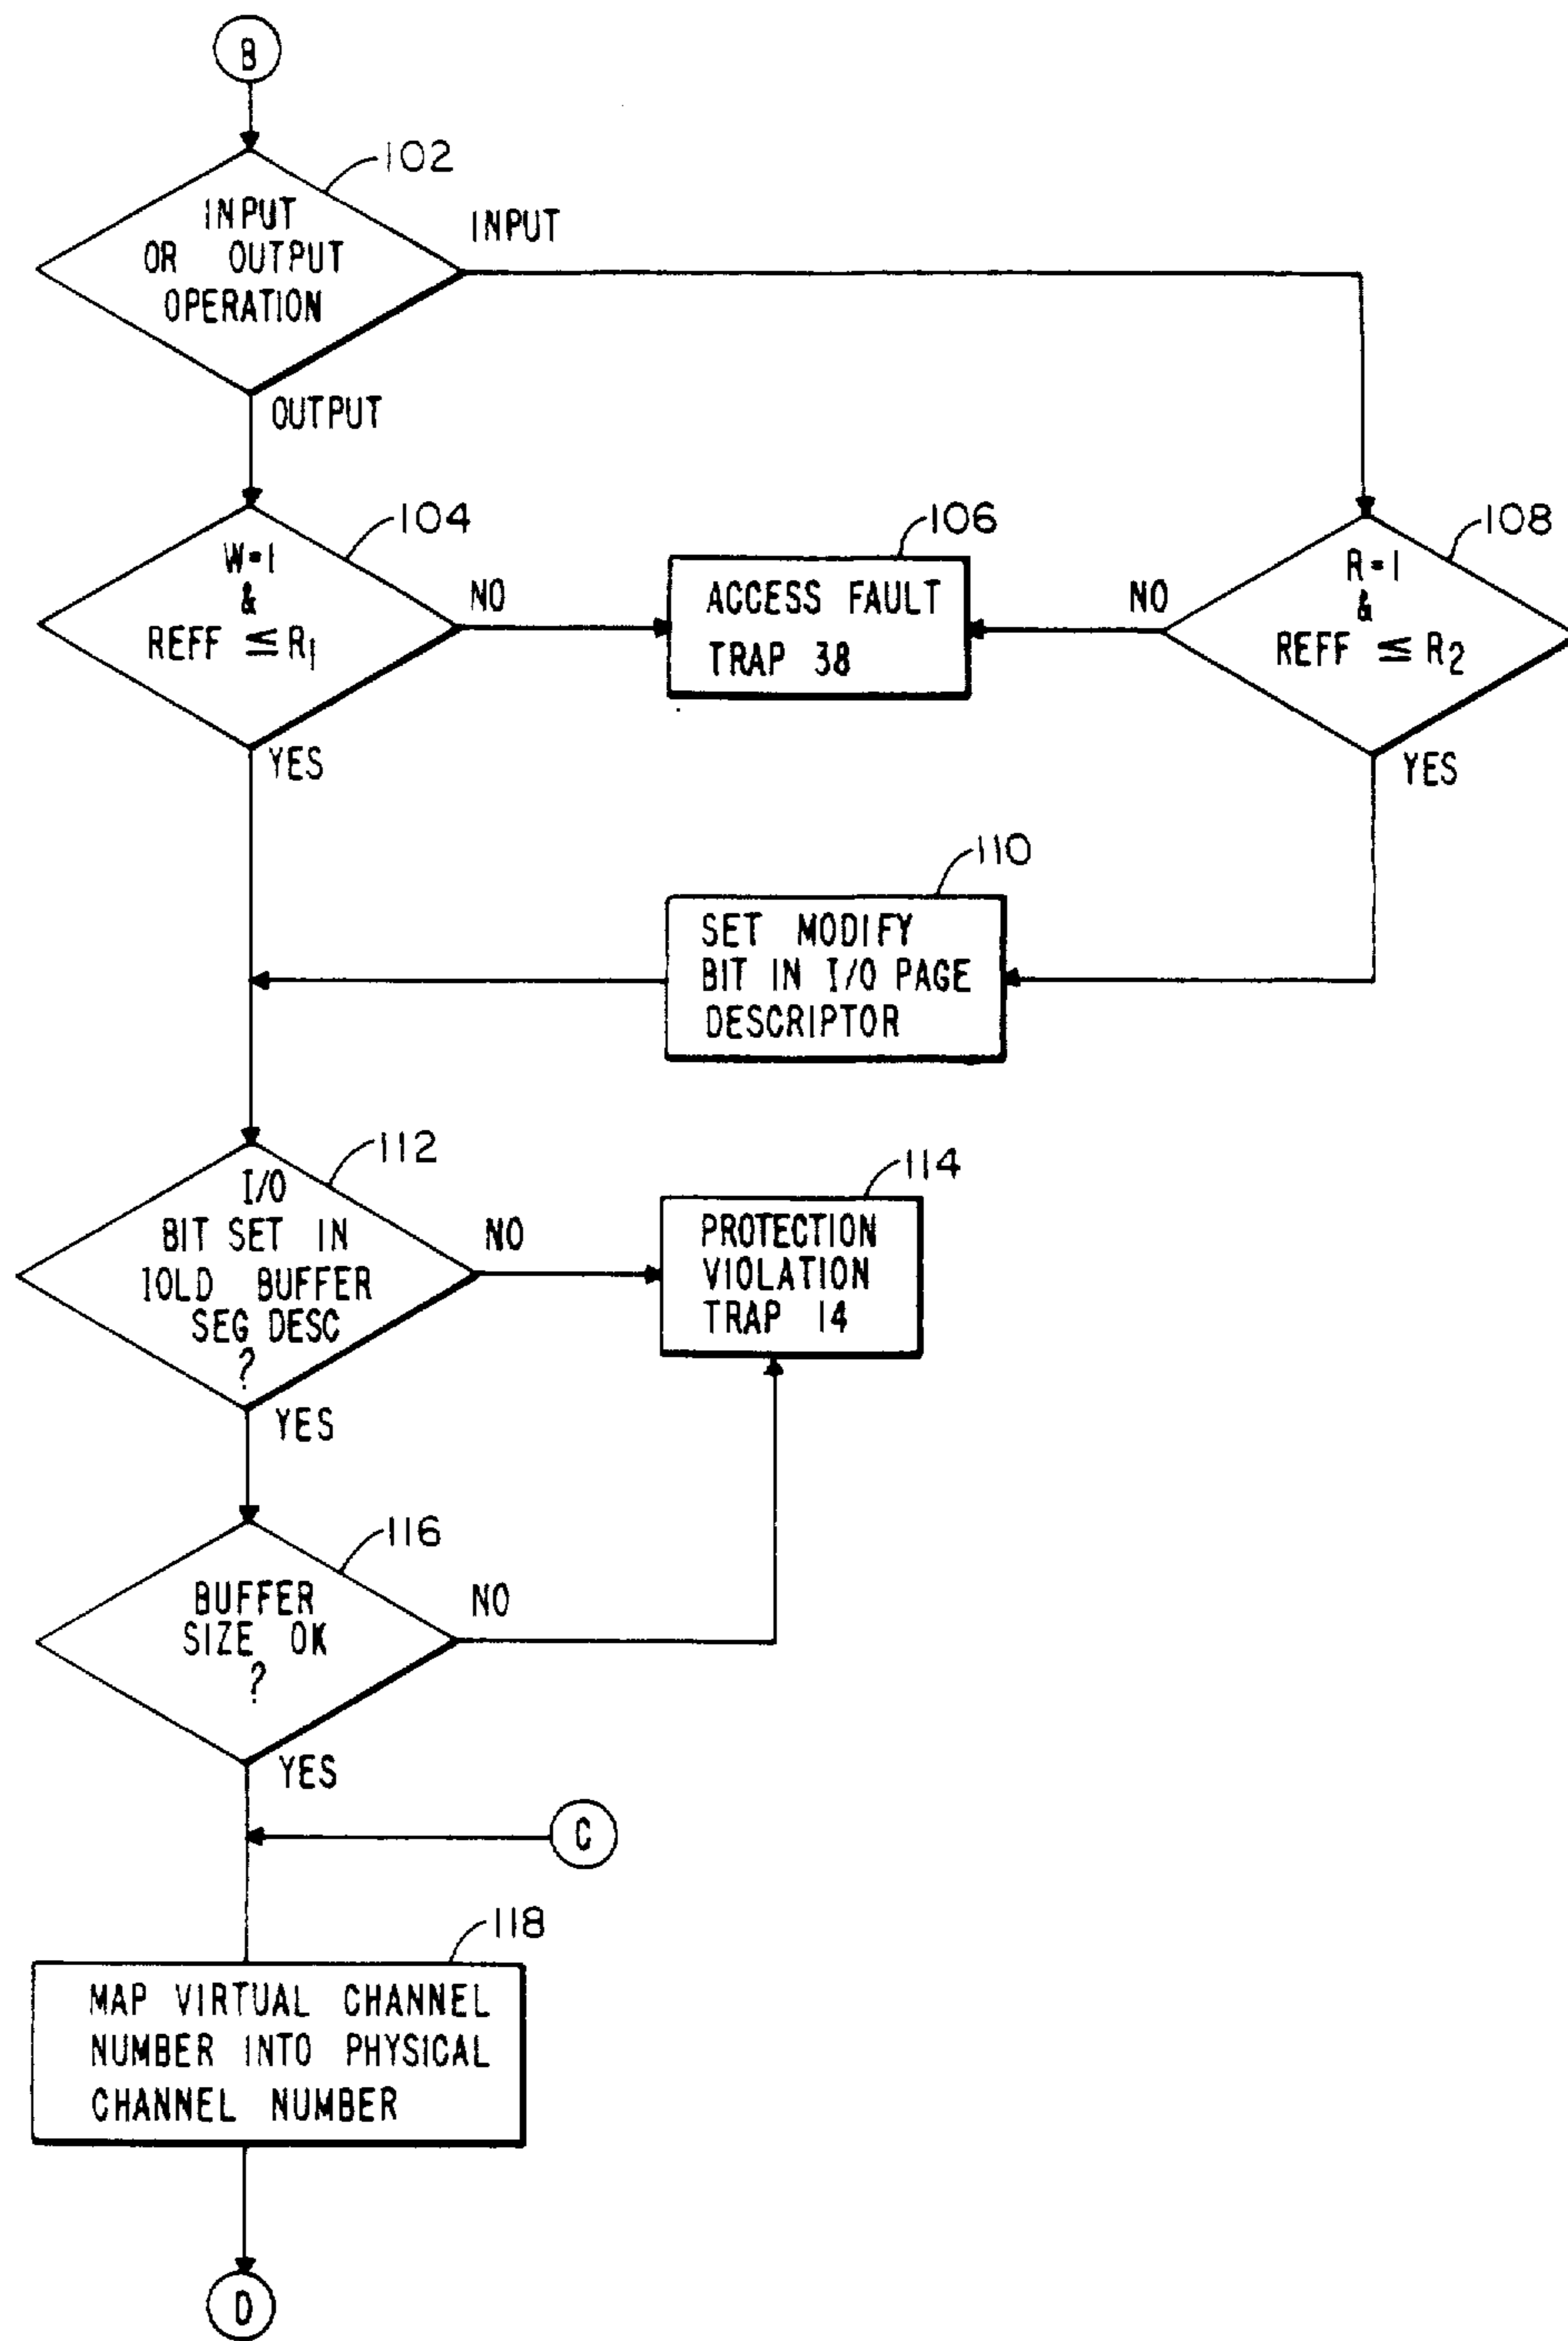 B
102
INPUT
OR OUTPUT
OPERATION
INPUT
OUTPUT
104
W=1
&
REFF ≤ R1
NO
YES
106
ACCESS FAULT
TRAP 38
108
R=1
&
REFF ≤ R2
NO
YES
110
SET MODIFY
BIT IN I/O PAGE
DESCRIPTOR
112
I/O
BIT SET IN
IOLD BUFFER
SEG DESC
?
NO
YES
114
PROTECTION
VIOLATION
TRAP 14
116
BUFFER
SIZE OK
?
NO
YES
C
118
MAP VIRTUAL CHANNEL
NUMBER INTO PHYSICAL
CHANNEL NUMBER
D